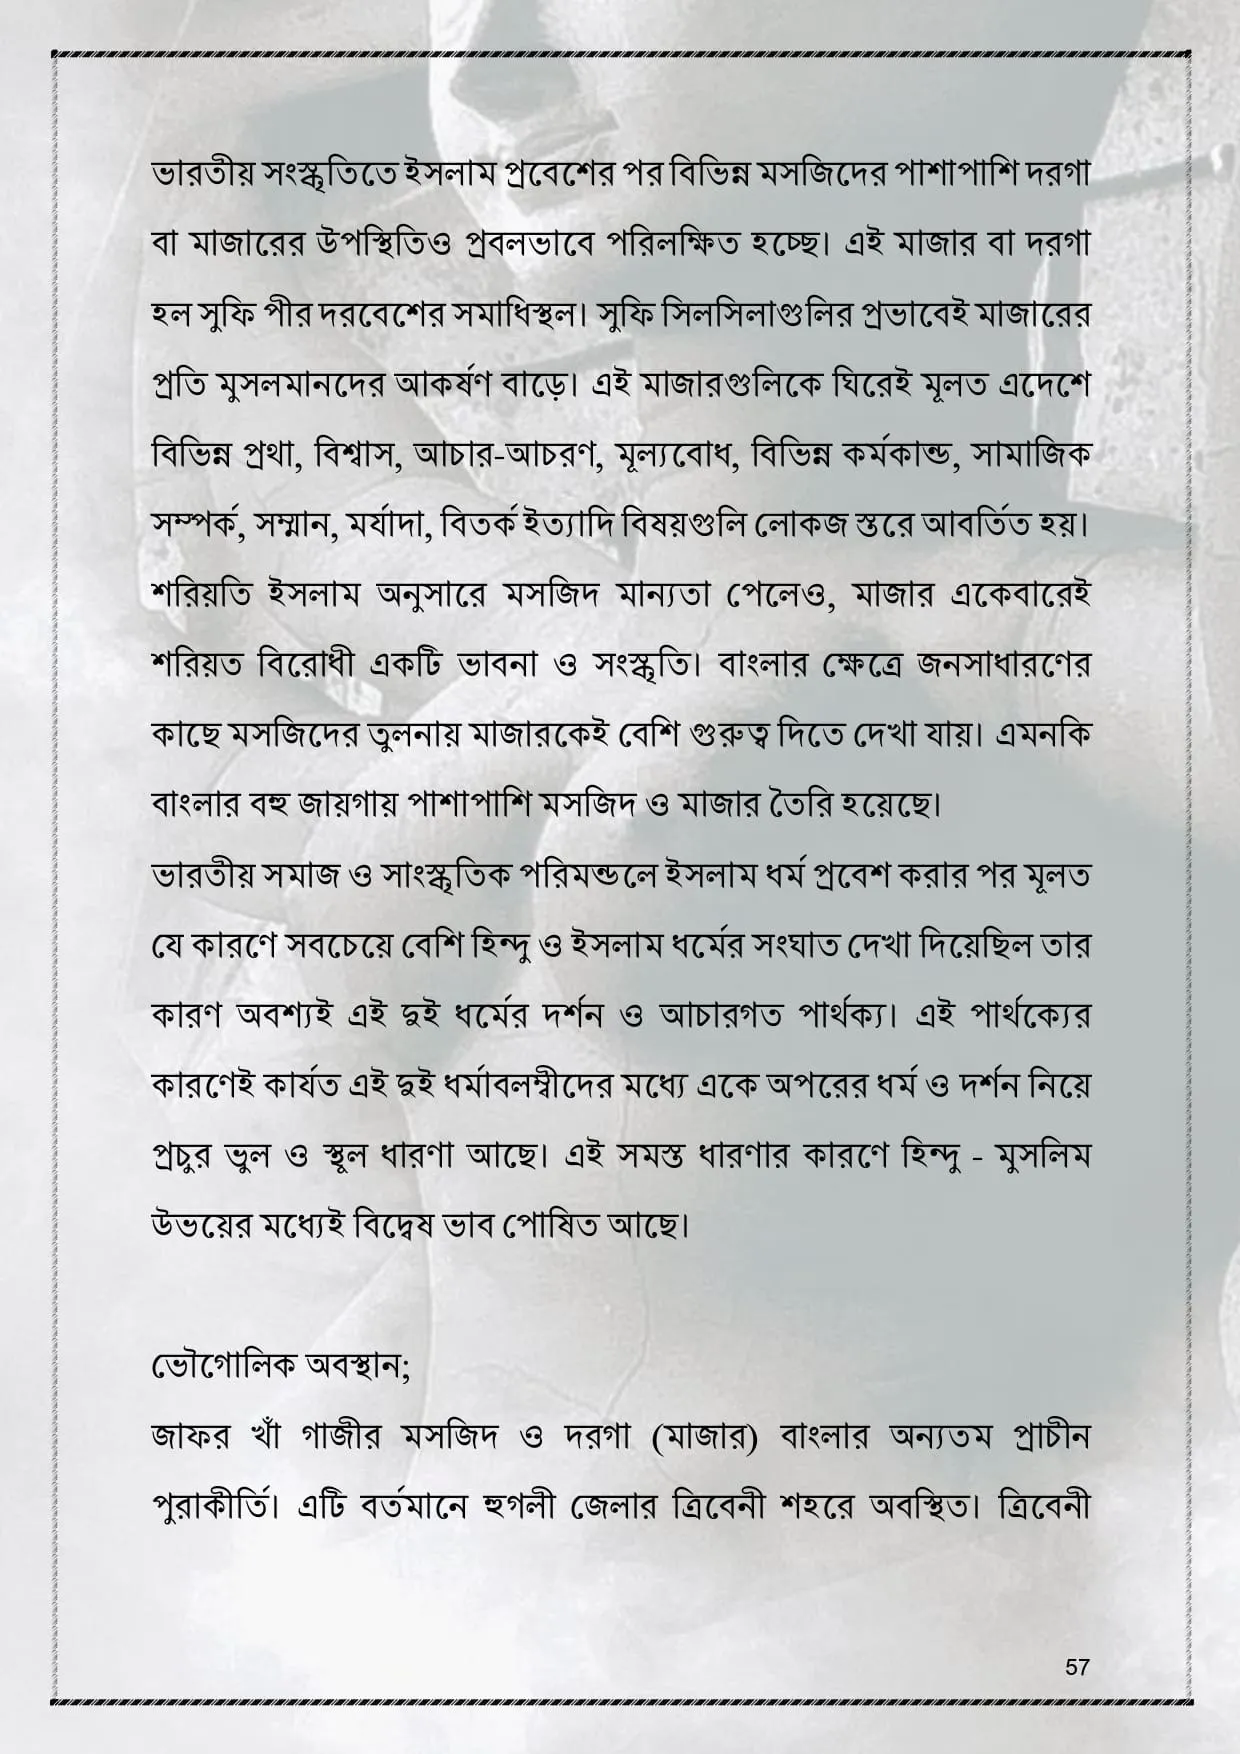 ভারতীয় সংস্কৃতিতে ইসলাম প্রবেশের পর বিভিন্ন মসজিদের পাশাপাশি দরগা
বা মাজারের উপস্থিতিও প্রবলভাবে পরিলক্ষিত হচ্ছে। এই মাজার বা দরগা
হল সুফি পীর দরবেশের সমাধিস্থল। সুফি সিলসিলাগুলির প্রভাবেই মাজারের
প্রতি মুসলমানদের আকর্ষণ বাড়ে। এই মাজারগুলিকে ঘিরেই মূলত এদেশে
বিভিন্ন প্রথা, বিশ্বাস, আচার-আচরণ, মূল্যবোধ, বিভিন্ন কর্মকান্ড, সামাজিক
সম্পর্ক, সম্মান, মর্যাদা, বিতর্ক ইত্যাদি বিষয়গুলি লোকজ স্তরে আবর্তিত হয়।
শরিয়তি ইসলাম অনুসারে মসজিদ মান্যতা পেলেও, মাজার একেবারেই
শরিয়ত বিরোধী একটি ভাবনা ও সংস্কৃতি। বাংলার ক্ষেত্রে জনসাধারণের
কাছে মসজিদের তুলনায় মাজারকেই বেশি গুরুত্ব দিতে দেখা যায়। এমনকি
বাংলার বহু জায়গায় পাশাপাশি মসজিদ ও মাজার তৈরি হয়েছে।
ভারতীয় সমাজ ও সাংস্কৃতিক পরিমন্ডলে ইসলাম ধর্ম প্রবেশ করার পর মূলত
যে কারণে সবচেয়ে বেশি হিন্দু ও ইসলাম ধর্মের সংঘাত দেখা দিয়েছিল তার
কারণ অবশ্যই এই দুই ধর্মের দর্শন ও আচারগত পার্থক্য। এই পার্থক্যের
কারণেই কার্যত এই দুই ধর্মাবলম্বীদের মধ্যে একে অপরের ধর্ম ও দর্শন নিয়ে
প্রচুর ভুল ও স্থূল ধারণা আছে। এই সমস্ত ধারণার কারণে হিন্দু - মুসলিম
উভয়ের মধ্যেই বিদ্বেষ ভাব পোষিত আছে।
ভৌগোলিক অবস্থান;
জাফর খাঁ গাজীর মসজিদ ও দরগা (মাজার) বাংলার অন্যতম প্রাচীন
পুরাকীর্তি। এটি বর্তমানে হুগলী জেলার ত্রিবেনী শহরে অবস্থিত। ত্রিবেনী
57